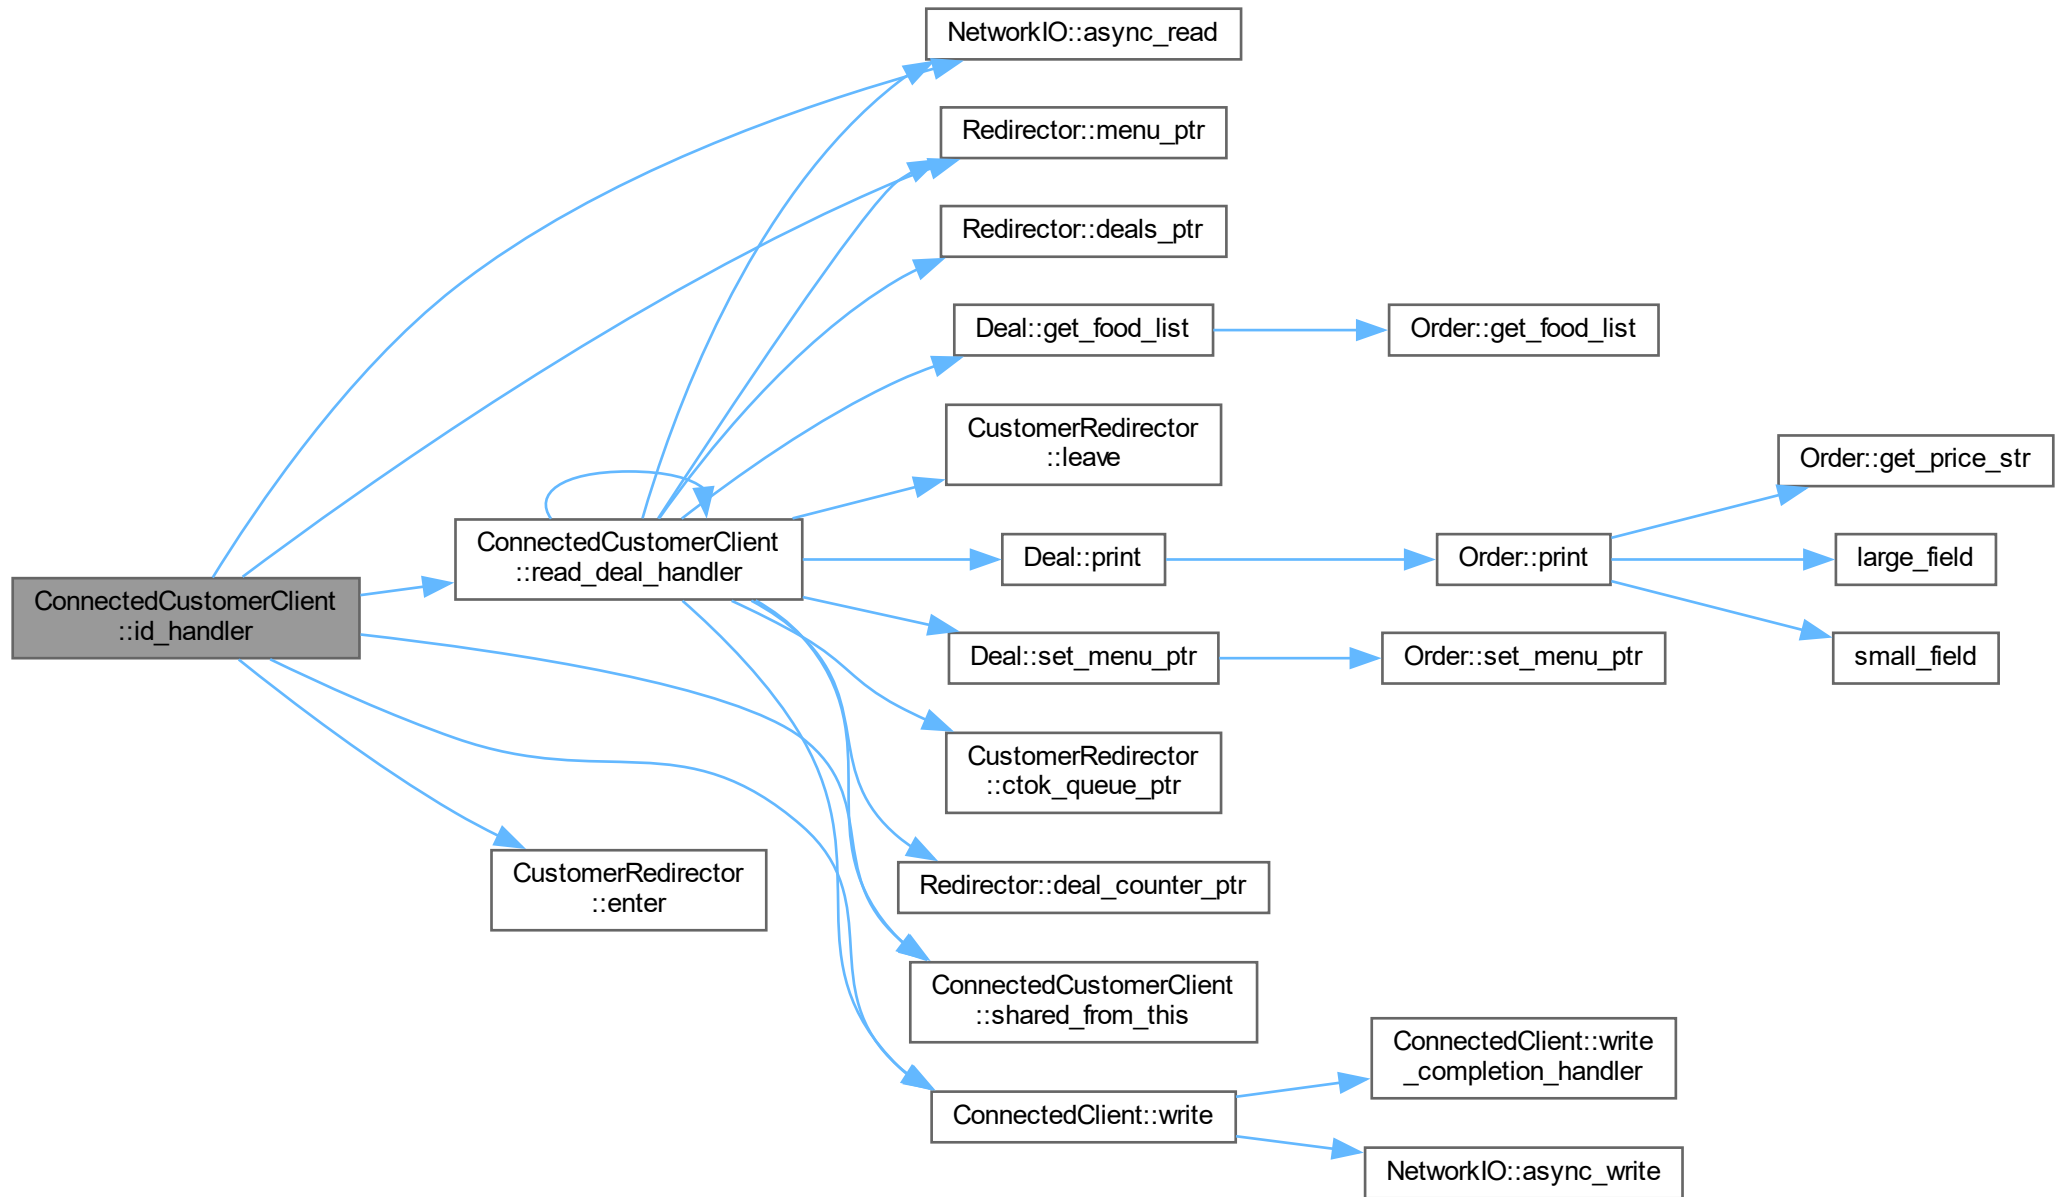 NetworkIO::async_read
Redirector::menu_ptr
Redirector::deals_ptr
Deal::get_food_list
Order::get_food_list
CustomerRedirector
::leave
Order::get_price_str
ConnectedCustomerClient
::read_deal_handler
Deal::print
Order::print
large_field
ConnectedCustomerClient
::id_handler
Deal::set_menu_ptr
Order::set_menu_ptr
small_field
CustomerRedirector
::ctok_queue_ptr
CustomerRedirector
::enter
Redirector::deal_counter_ptr
ConnectedCustomerClient
::shared_from_this
ConnectedClient::write
_completion_handler
ConnectedClient::write
NetworkIO::async_write